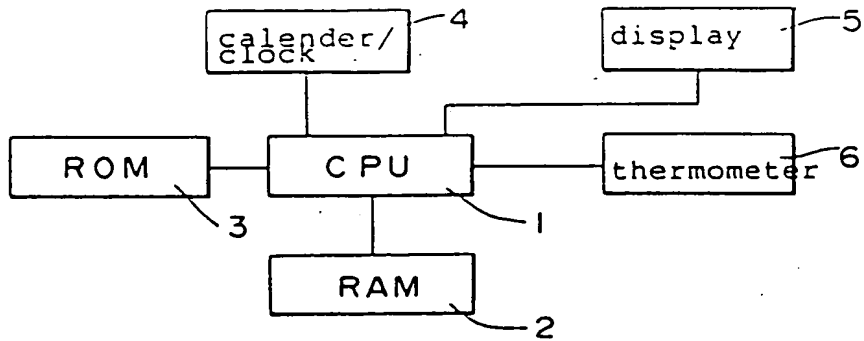 calender/
clock
4
display
5
ROM
3
CPU
1
thermometer
6
RAM
2